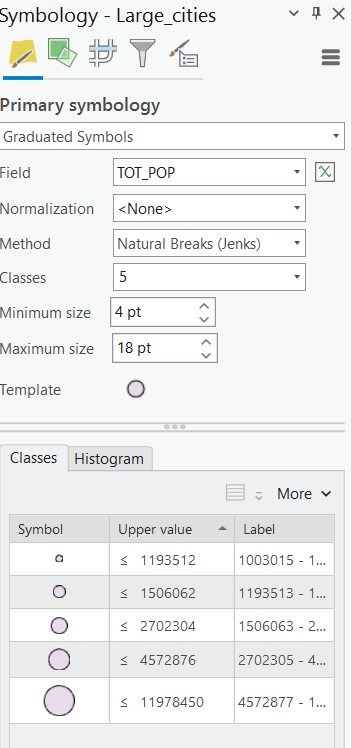 Symbology - Large_cities
Primary symbology
Graduated Symbols
Field TOT_POP
Normalization <None>
Method Natural Breaks (Jenks)
Classes 5
Minimum size 4 pt
Maximum size 18 pt
Template
Classes Histogram
More
Symbol Upper value Label
≤ 1193512 1003015 - 1...
≤ 1506062 1193513 - 1...
≤ 2702304 1506063 - 2...
≤ 4572876 2702305 - 4...
≤ 11978450 4572877 - 1...